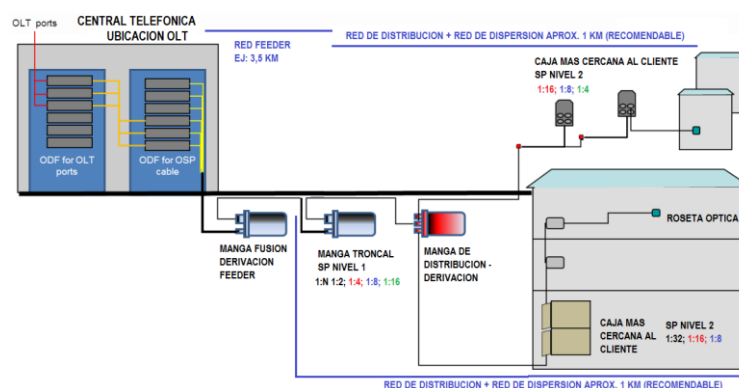 OLT ports
CENTRAL TELEFONICA
UBICACION OLT
RED FEEDER
EJ: 3,5 KM
RED DE DISTRIBUCION + RED DE DISPERSION APROX. 1 KM (RECOMENDABLE)
CAJA MAS CERCANA AL CLIENTE
SP NIVEL 2
1:16; 1:8; 1:4
ODF for OLT
ports
ODF for OSP
cable
MANGA FUSION
DERIVACION
FEEDER
MANGA TRONCAL
SP NIVEL 1
1:N 1:2; 1:4; 1:8; 1:16
MANGA DE
DISTRIBUCION -
DERIVACION
ROSETA OPTICA
CAJA MAS
CERCANA AL
CLIENTE
SP NIVEL 2
1:32; 1:16; 1:8
RED DE DISTRIBUCION + RED DE DISPERSION APROX. 1 KM (RECOMENDABLE)